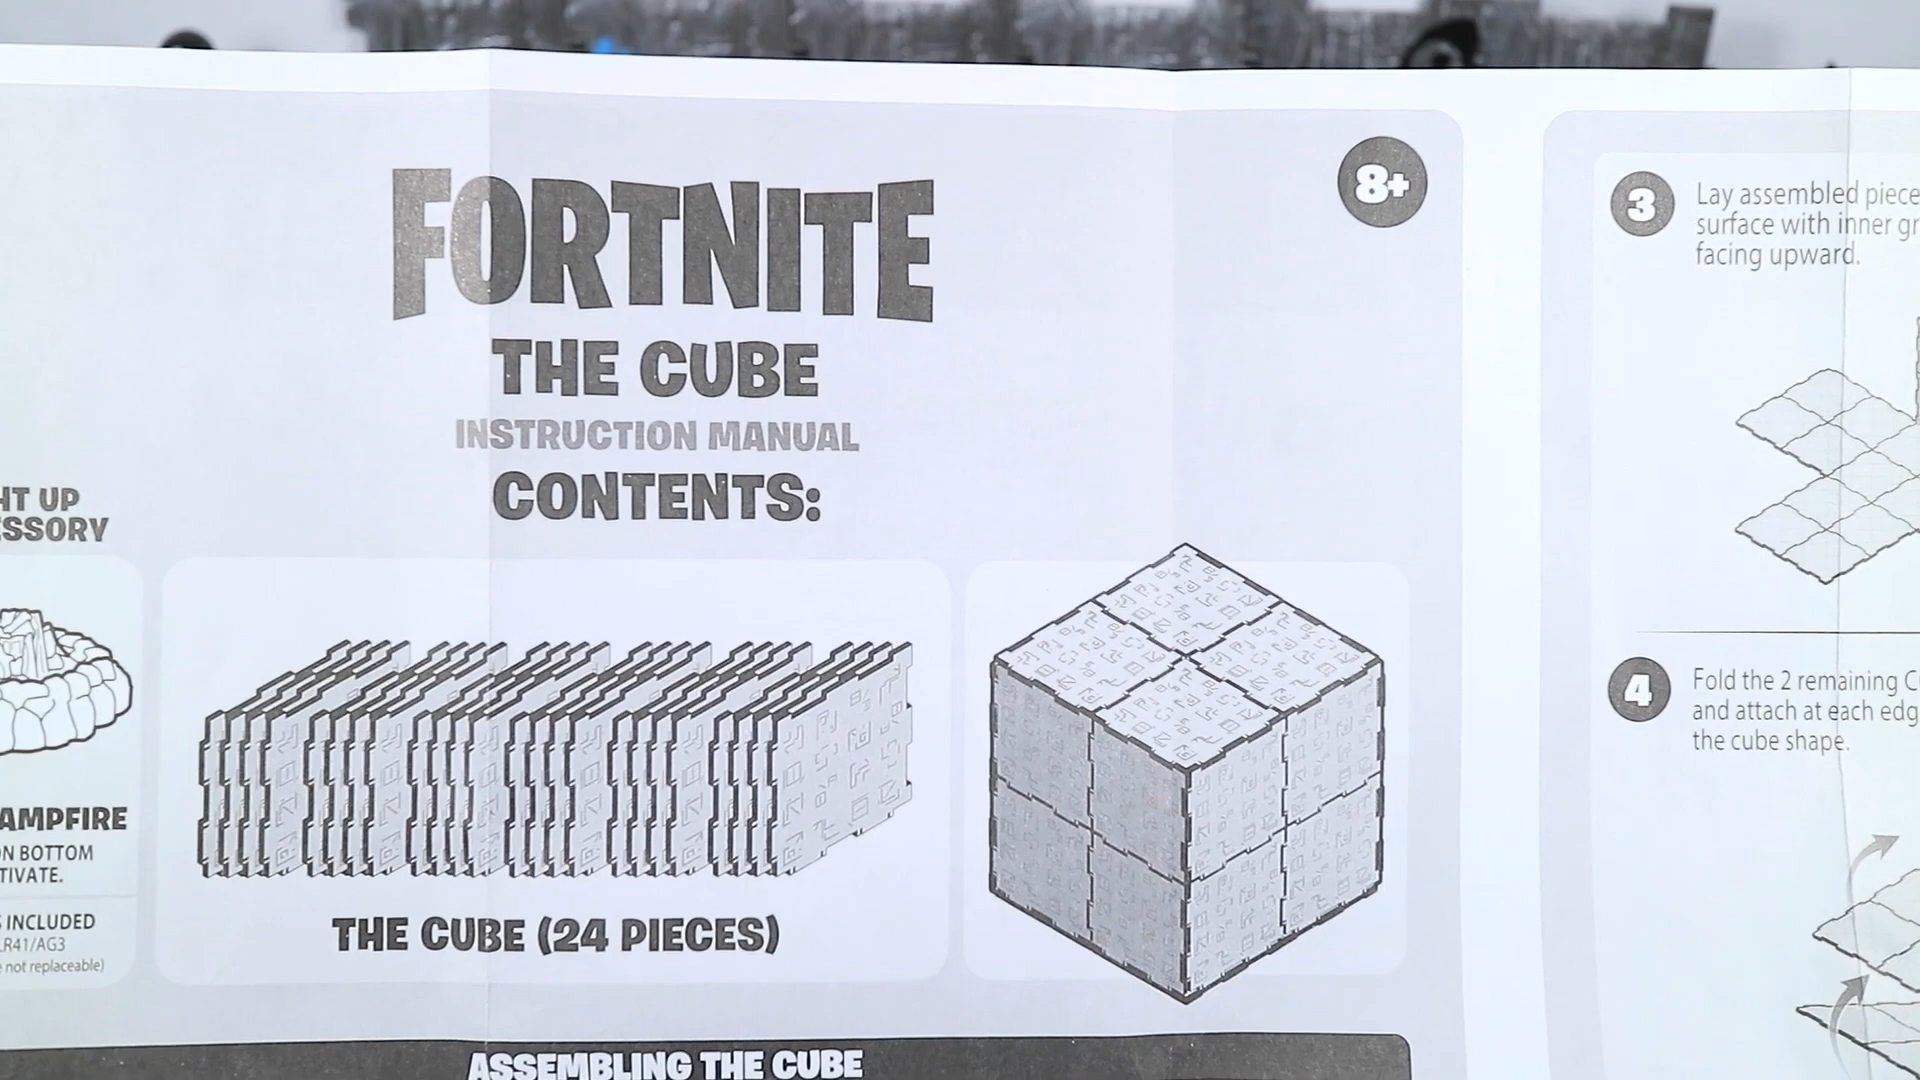 FORTNITE
THE CUBE
INSTRUCTION MANUAL
CONTENTS:
8+
HT UP
ESSORY
AMPFIRE
ON BOTTOM
TIVATE.
INCLUDED
LR41/AG3
not replaceable)
THE CUBE (24 PIECES)
ASSEMBLING THE CUBE
3
Lay assembled piece
surface with inner gr
facing upward.
4
Fold the 2 remaining C
and attach at each edg
the cube shape.